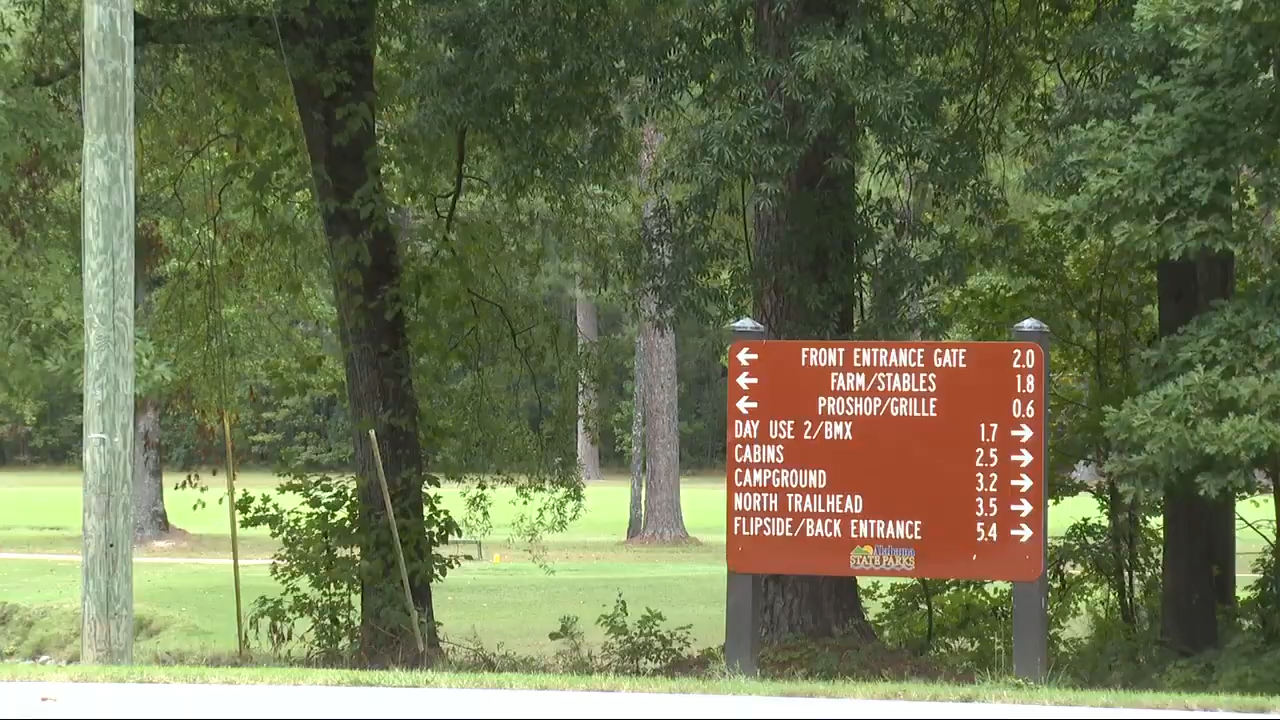 ← FRONT ENTRANCE GATE 2.0
← FARM/STABLES 1.8
← PROSHOP/GRILLE 0.6
DAY USE 2/BMX 1.7 →
CABINS 2.5 →
CAMPGROUND 3.2 →
NORTH TRAILHEAD 3.5 →
FLIPSIDE/BACK ENTRANCE 5.4 →
Alabama
STATE PARKS